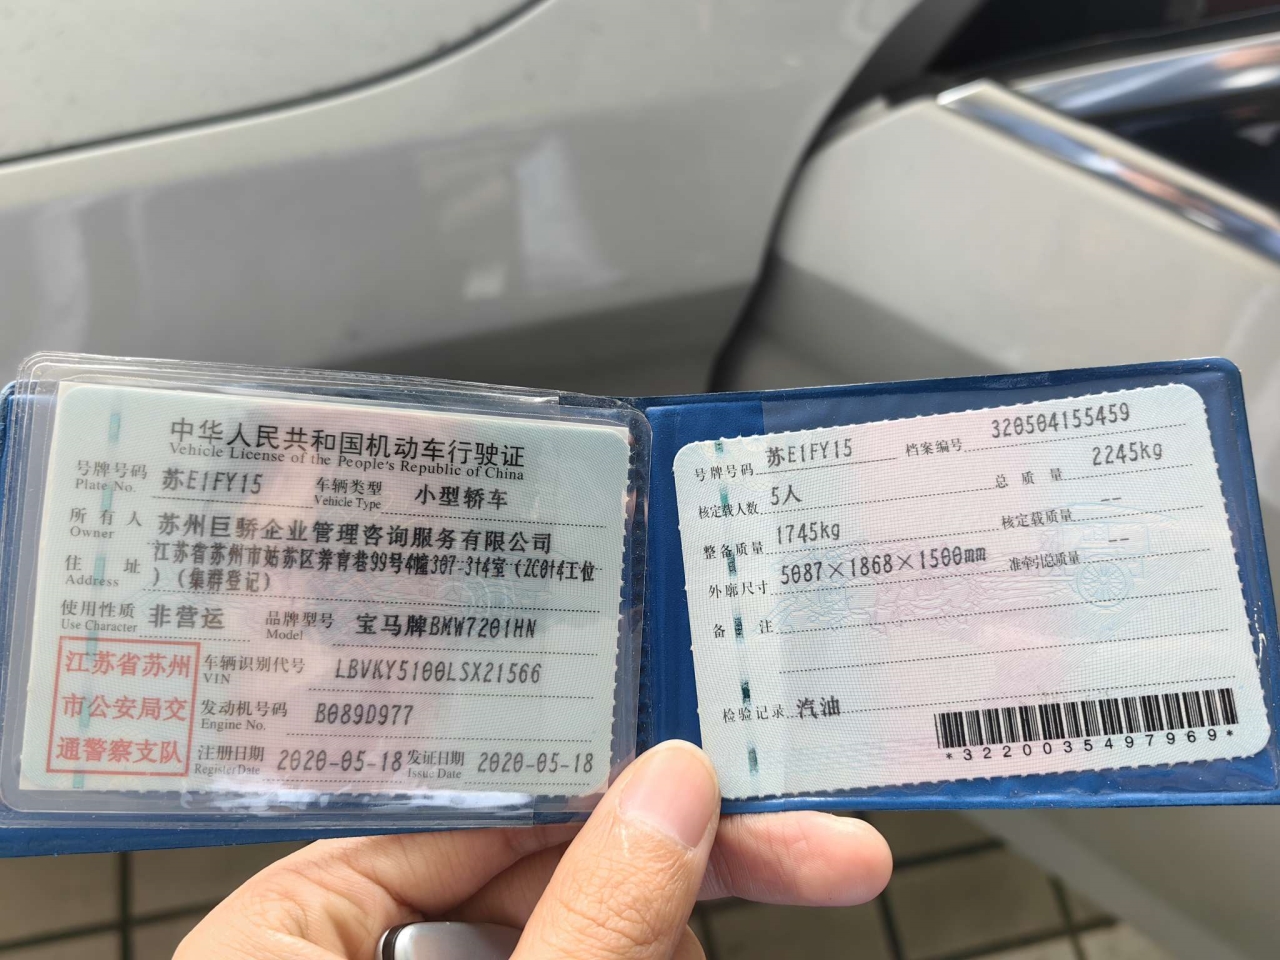 中华人民共和国机动车行驶证
Vehicle License of the People's Republic of China
号牌号码 Plate No. 苏E1FY15 车辆类型 Vehicle Type 小型轿车
所有人 Owner 苏州巨骄企业管理咨询服务有限公司
住址 Address 江苏省苏州市姑苏区养育巷99号4幢307-314室(2C014工位
)(集群登记)
使用性质 Use Character 非营运 品牌型号 Model 宝马牌BMW7201HN
车辆识别代号 VIN LBVKY5100LSX21566
发动机号码 Engine No. B089D977
注册日期 Register Date 2020-05-18 发证日期 Issue Date 2020-05-18
江苏省苏州
市公安局交
通警察支队
号牌号码 苏E1FY15 档案编号 320504155459
核定载人数 5人 总质量 2245kg
整备质量 1745kg 核定载质量 --
外廓尺寸 5087×1868×1500mm 准牵引总质量 --
备注
检验记录 汽油
*3220035497969*